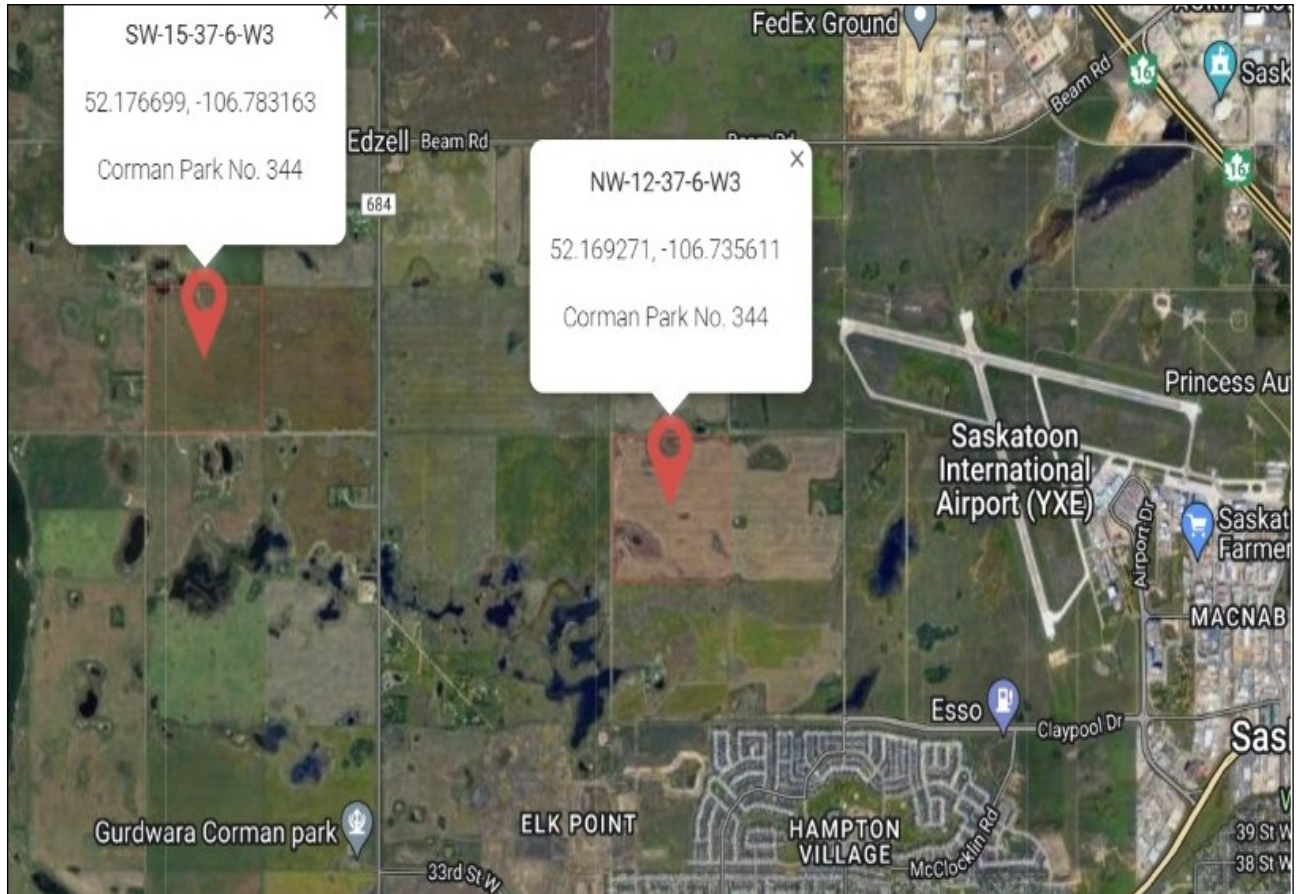 SW-15-37-6-W3
52.176699, -106.783163
Corman Park No. 344
FedEx Ground
Beam Rd
16
Sask
Edzell
Beam Rd
684
NW-12-37-6-W3
52.169271, -106.735611
Corman Park No. 344
16
Princess Au
Saskatoon
International
Airport (YXE)
Airport Dr
Saskat
Farmer
MACNAB
Esso
Claypool Dr
Sas
Gurdwara Corman park
ELK POINT
HAMPTON
VILLAGE
McClocklin Rd
33rd St W
39 St W
38 St W